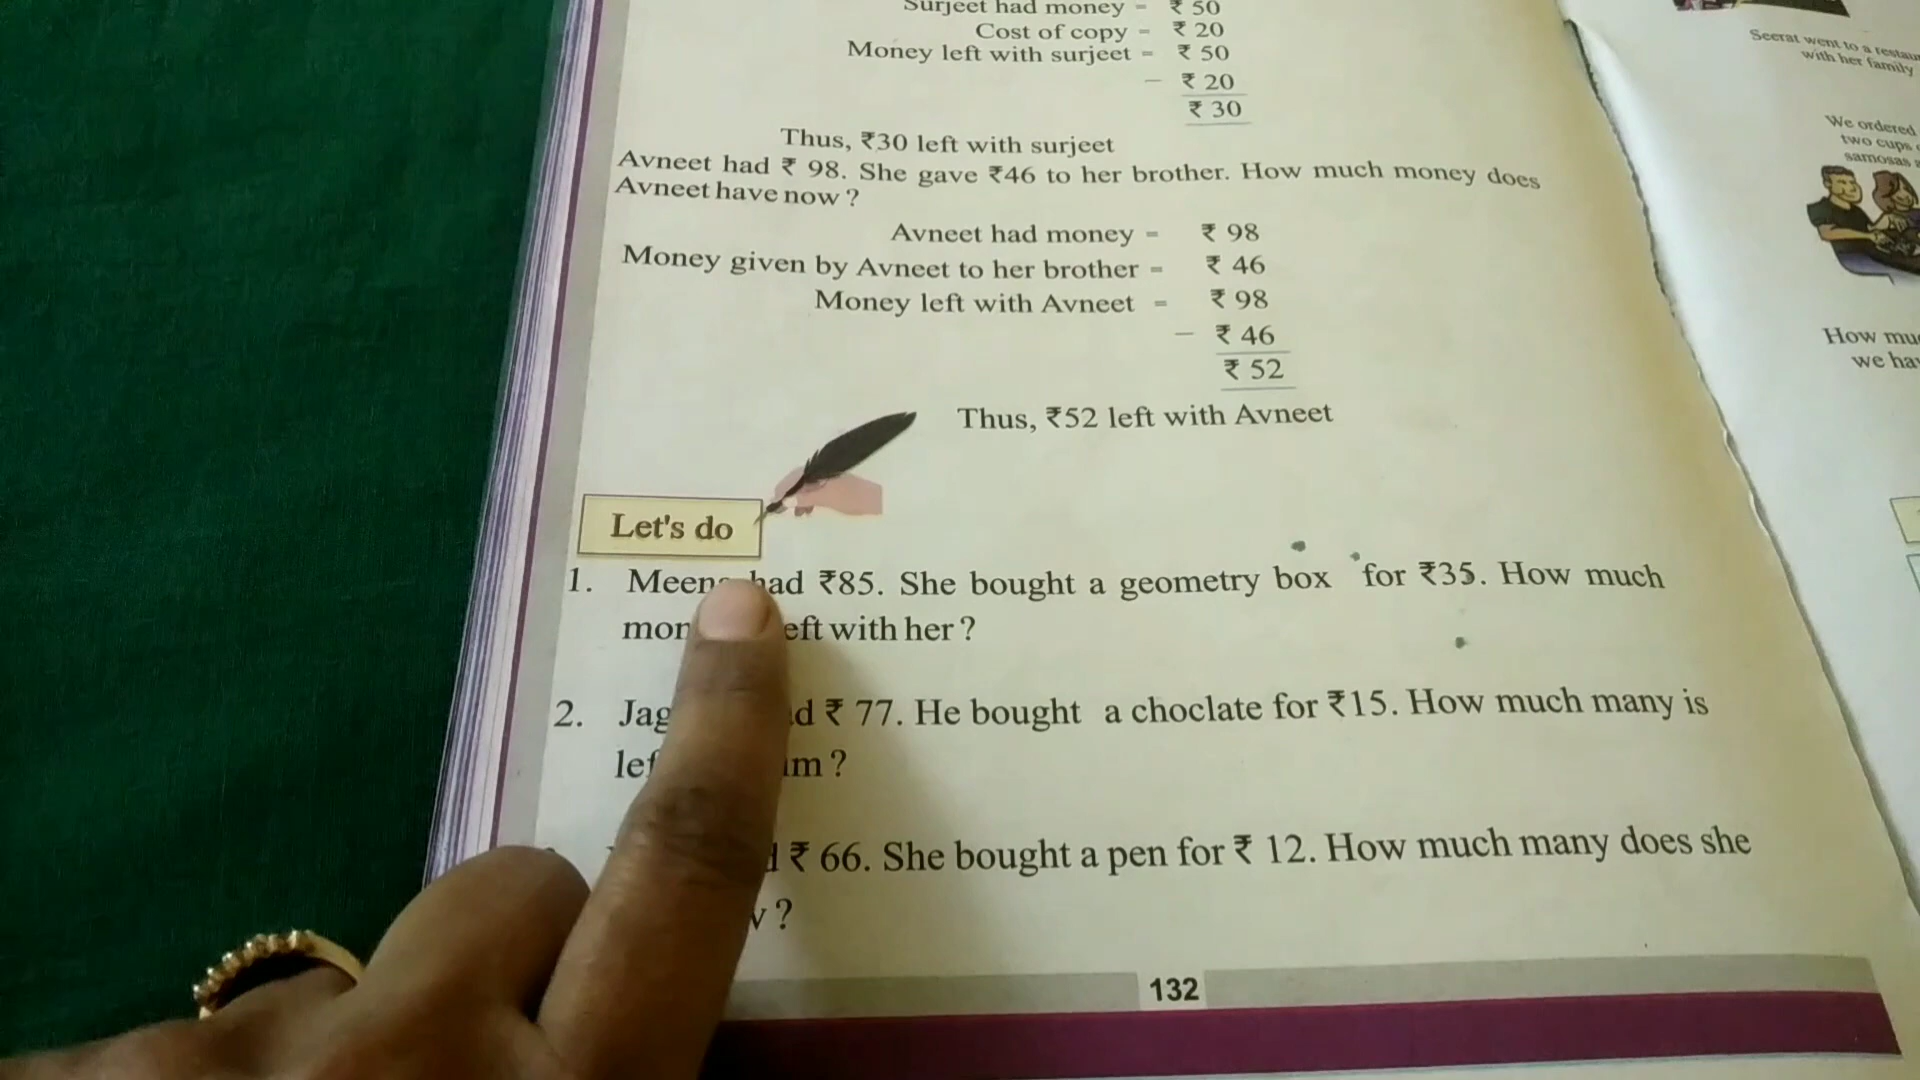 Surjeet had money = ₹ 50
Cost of copy = ₹ 20
Money left with surjeet = ₹ 50
– ₹ 20
₹ 30
Thus, ₹30 left with surjeet
Avneet had ₹ 98. She gave ₹46 to her brother. How much money does
Avneet have now ?
Avneet had money = ₹ 98
Money given by Avneet to her brother = ₹ 46
Money left with Avneet = ₹ 98
– ₹ 46
₹ 52
Thus, ₹52 left with Avneet
Let's do
1. had ₹85. She bought a geometry box for ₹35. How much
with her ?
2. ₹ 77. He bought a choclate for ₹15. How much many is
₹ 66. She bought a pen for ₹ 12. How much many does she
132
Seerat went to a
with her family
We ordered
two cups
samosas
How
we